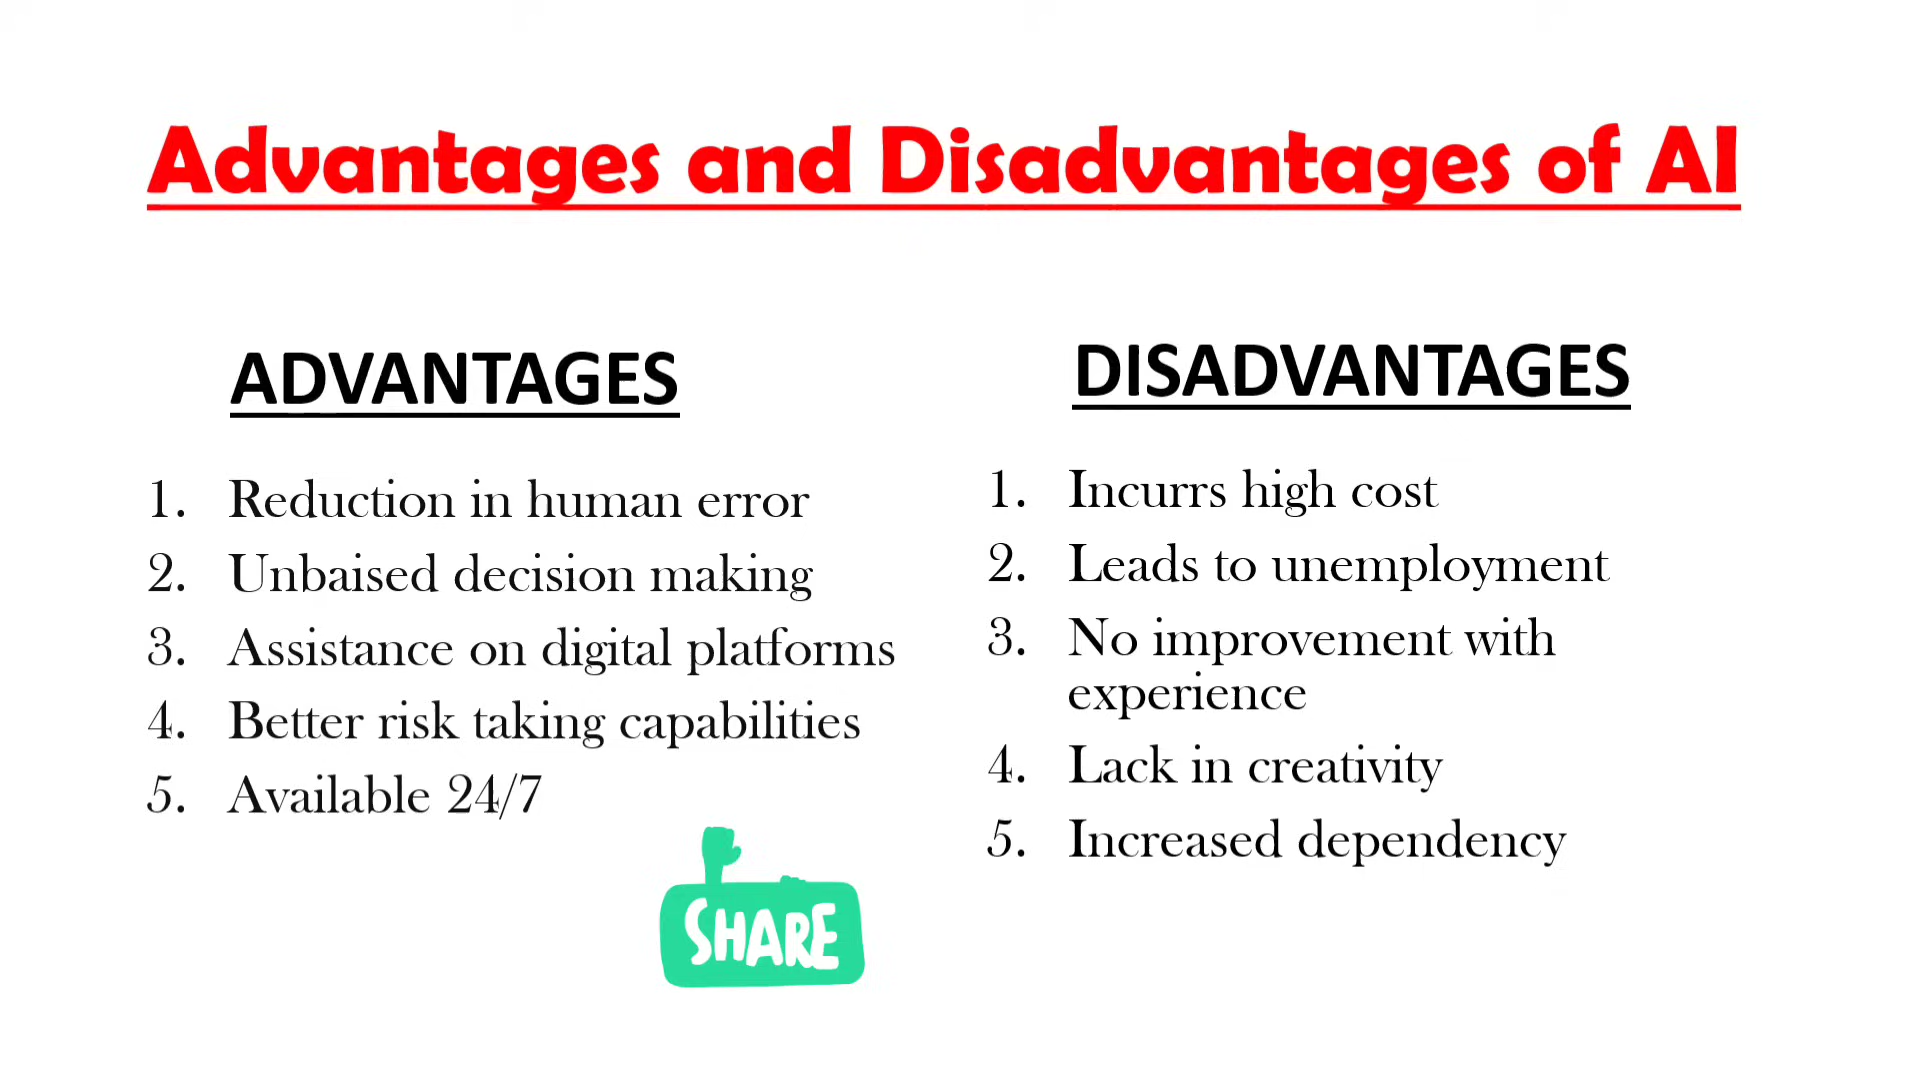 Advantages and Disadvantages of AI
ADVANTAGES
1. Reduction in human error
2. Unbaised decision making
3. Assistance on digital platforms
4. Better risk taking capabilities
5. Available 24/7
SHARE
DISADVANTAGES
1. Incurrs high cost
2. Leads to unemployment
3. No improvement with
experience
4. Lack in creativity
5. Increased dependency